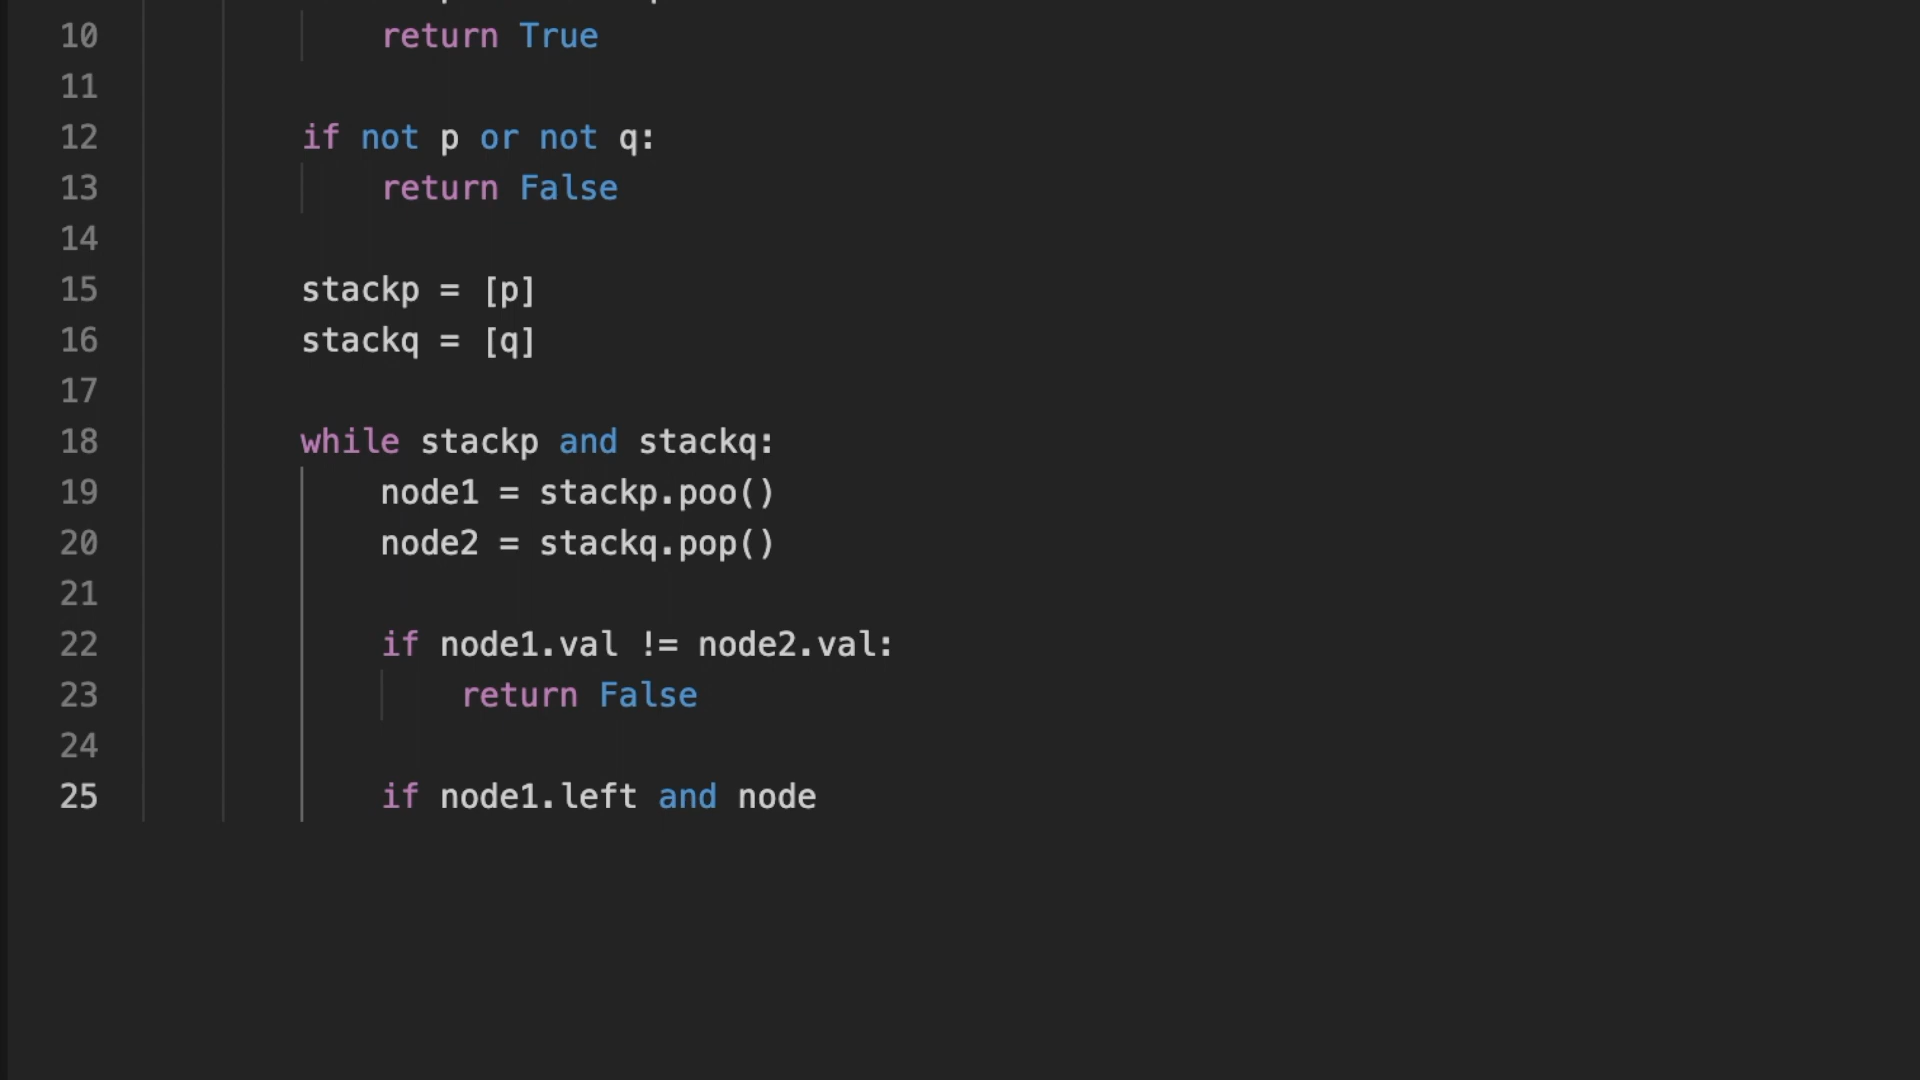 10 return True
11
12 if not p or not q:
13 return False
14
15 stackp = [p]
16 stackq = [q]
17
18 while stackp and stackq:
19 node1 = stackp.poo()
20 node2 = stackq.pop()
21
22 if node1.val != node2.val:
23 return False
24
25 if node1.left and node